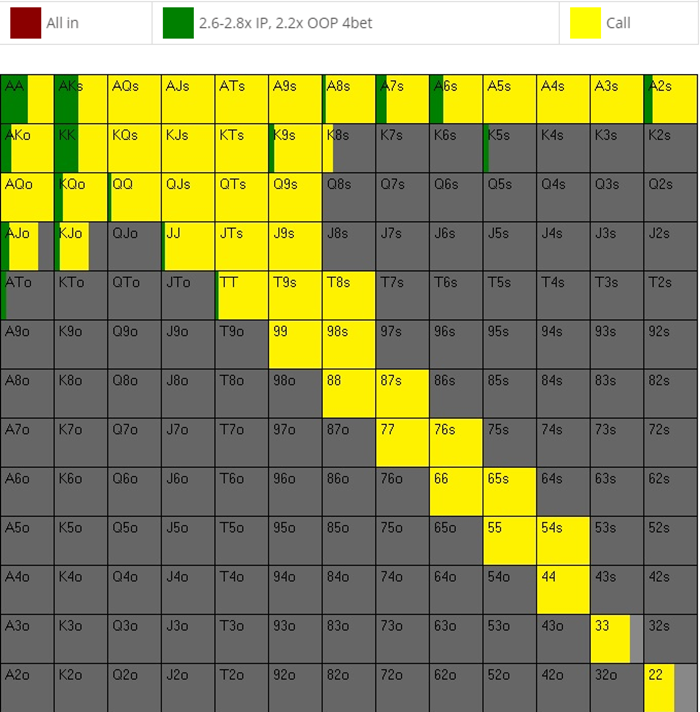 All in 2.6-2.8x IP, 2.2x OOP 4bet Call
AA AKs AQs AJs ATs A9s A8s A7s A6s A5s A4s A3s A2s
AKo KK KQs KJs KTs K9s K8s K7s K6s K5s K4s K3s K2s
AQo KQo QQ QJs QTs Q9s Q8s Q7s Q6s Q5s Q4s Q3s Q2s
AJo KJo QJo JJ JTs J9s J8s J7s J6s J5s J4s J3s J2s
ATo KTo QTo JTo TT T9s T8s T7s T6s T5s T4s T3s T2s
A9o K9o Q9o J9o T9o 99 98s 97s 96s 95s 94s 93s 92s
A8o K8o Q8o J8o T8o 98o 88 87s 86s 85s 84s 83s 82s
A7o K7o Q7o J7o T7o 97o 87o 77 76s 75s 74s 73s 72s
A6o K6o Q6o J6o T6o 96o 86o 76o 66 65s 64s 63s 62s
A5o K5o Q5o J5o T5o 95o 85o 75o 65o 55 54s 53s 52s
A4o K4o Q4o J4o T4o 94o 84o 74o 64o 54o 44 43s 42s
A3o K3o Q3o J3o T3o 93o 83o 73o 63o 53o 43o 33 32s
A2o K2o Q2o J2o T2o 92o 82o 72o 62o 52o 42o 32o 22